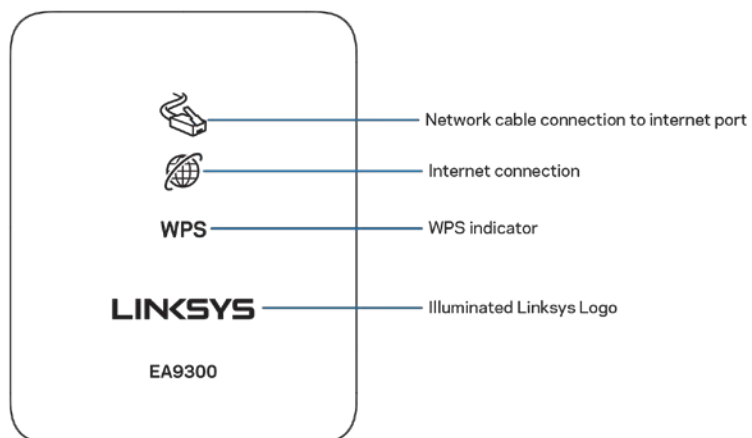 Network cable connection to internet port
Internet connection
WPS
WPS indicator
LINKSYS
Illuminated Linksys Logo
EA9300